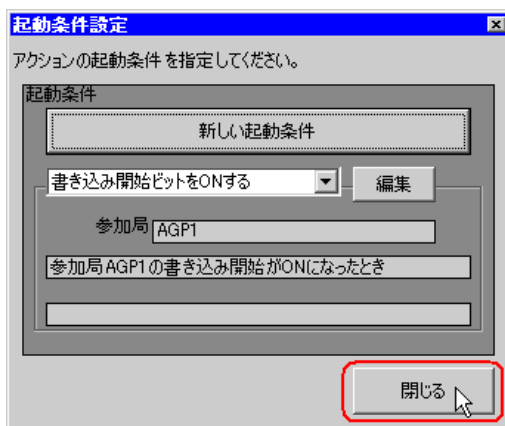 起動条件設定
アクションの起動条件 を指定してください。
起動条件
新しい起動条件
書き込み開始ビットをONする
編集
参加局 AGP1
参加局 AGP1の書き込み開始がONになったとき
閉じる